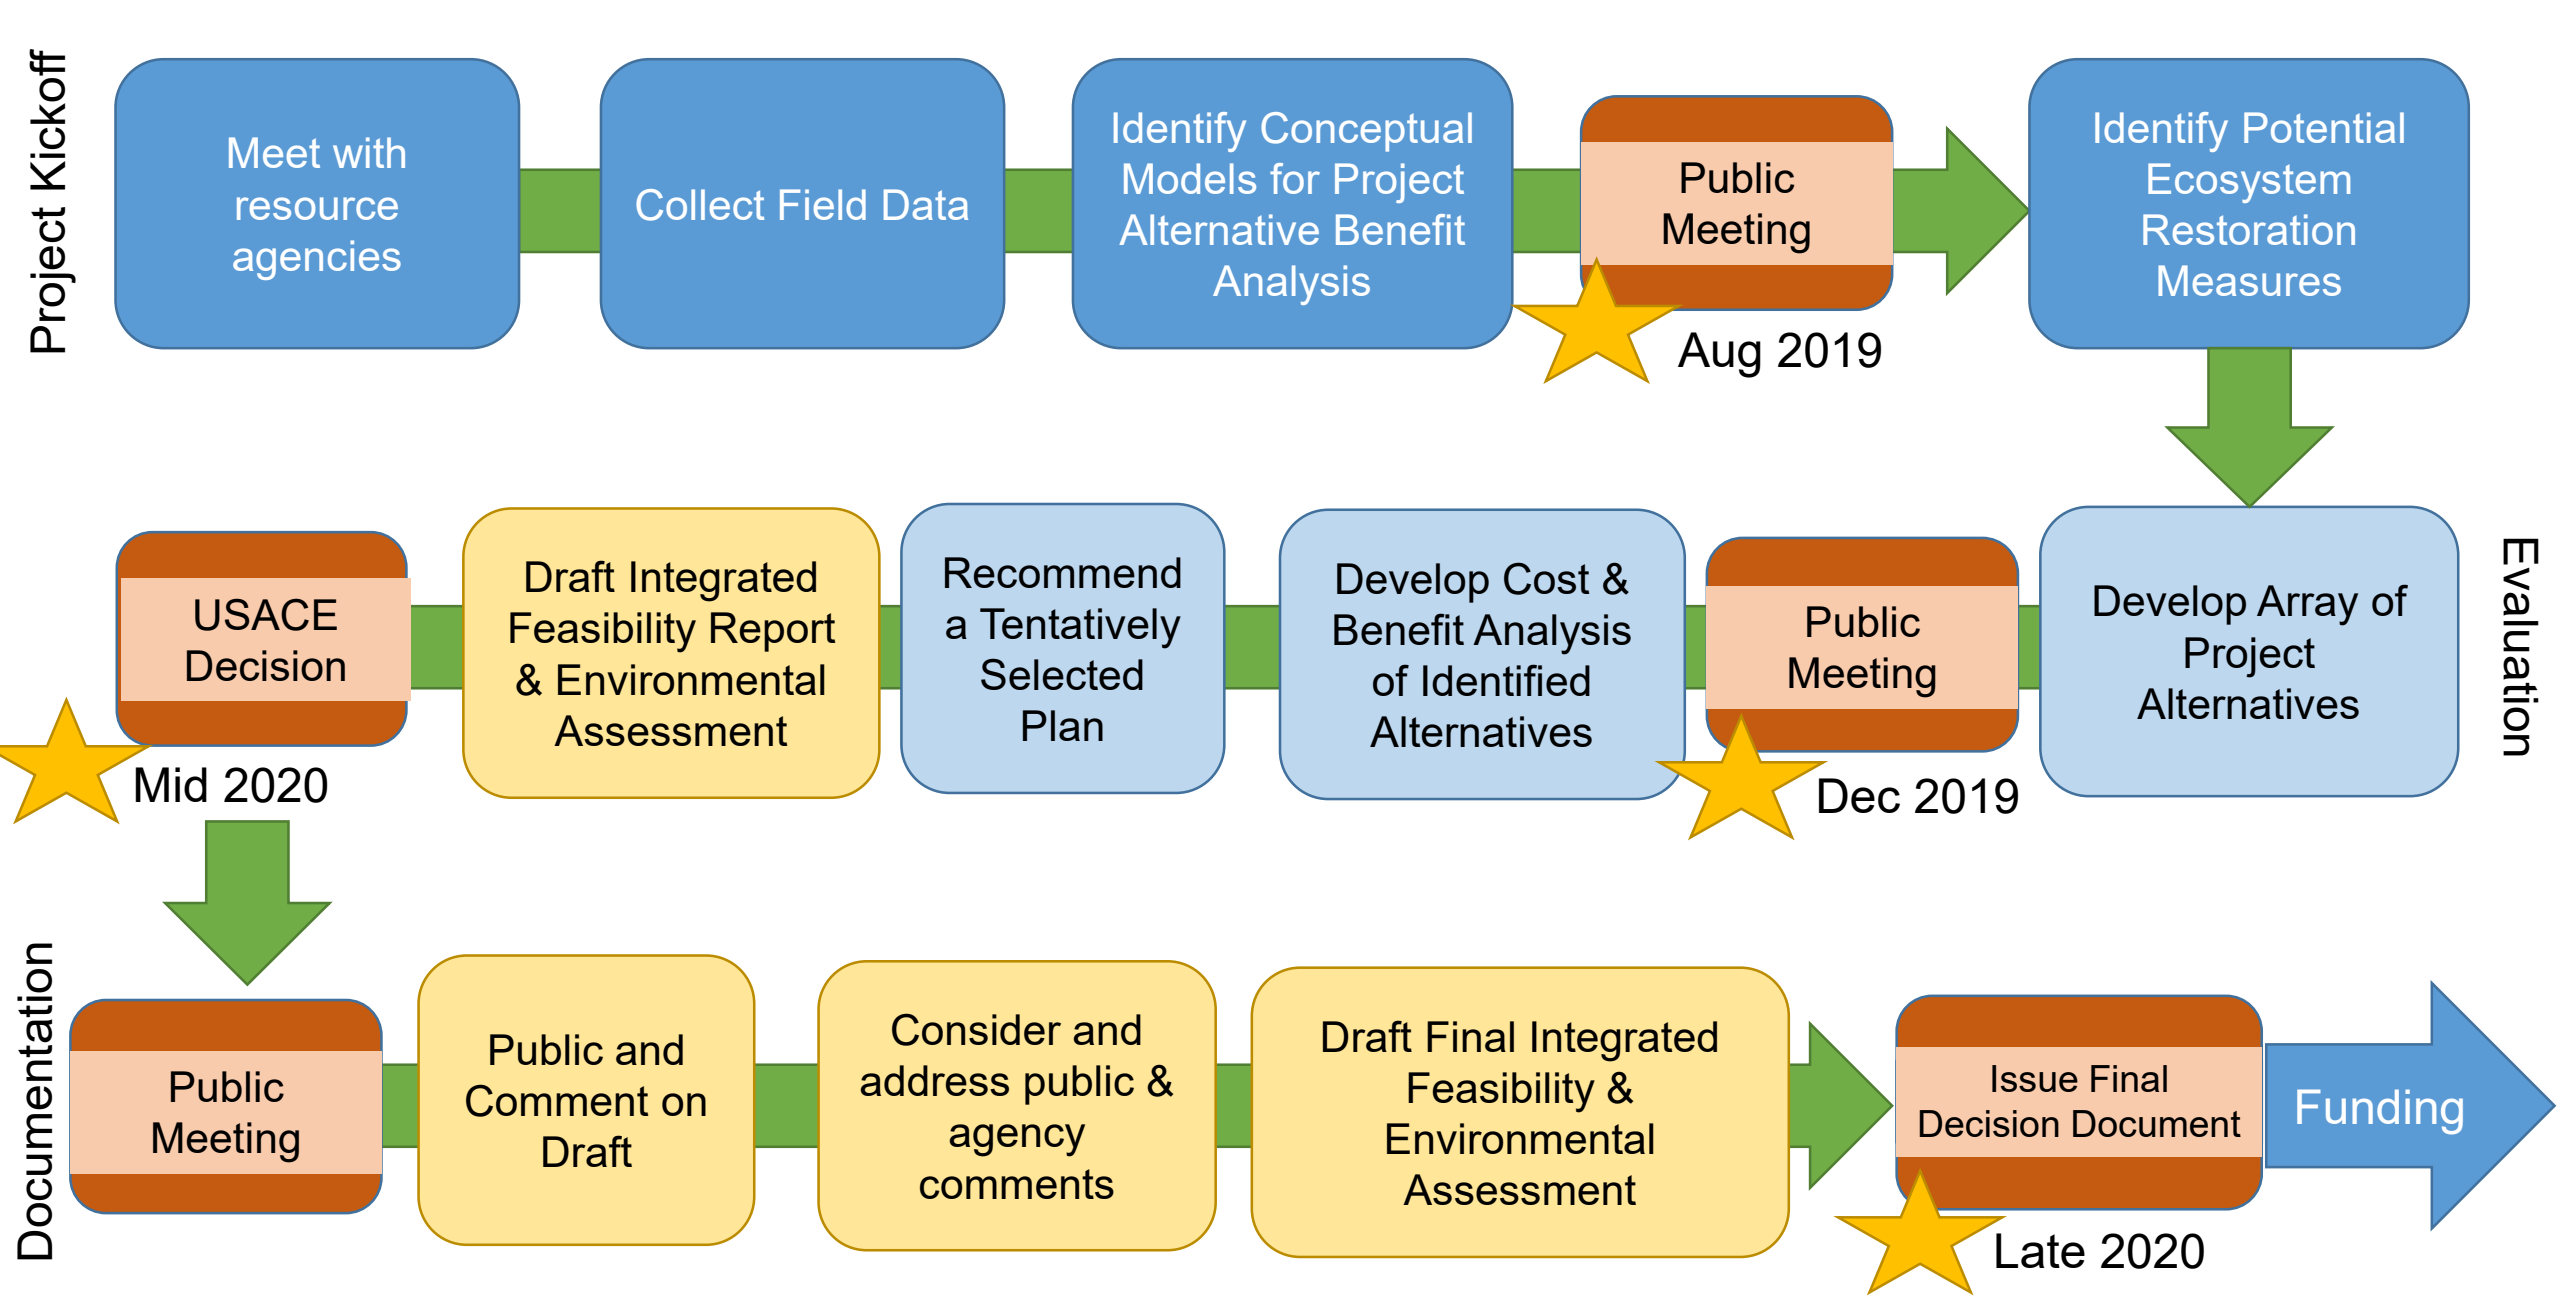 Project Kickoff
Meet with
resource
agencies
Collect Field Data
Identify Conceptual
Models for Project
Alternative Benefit
Analysis
Public
Meeting
Aug 2019
Identify Potential
Ecosystem
Restoration
Measures
Evaluation
Develop Array of
Project
Alternatives
Public
Meeting
Dec 2019
Develop Cost &
Benefit Analysis
of Identified
Alternatives
Recommend
a Tentatively
Selected
Plan
Draft Integrated
Feasibility Report
& Environmental
Assessment
USACE
Decision
Mid 2020
Documentation
Public
Meeting
Public and
Comment on
Draft
Consider and
address public &
agency
comments
Draft Final Integrated
Feasibility &
Environmental
Assessment
Issue Final
Decision Document
Late 2020
Funding